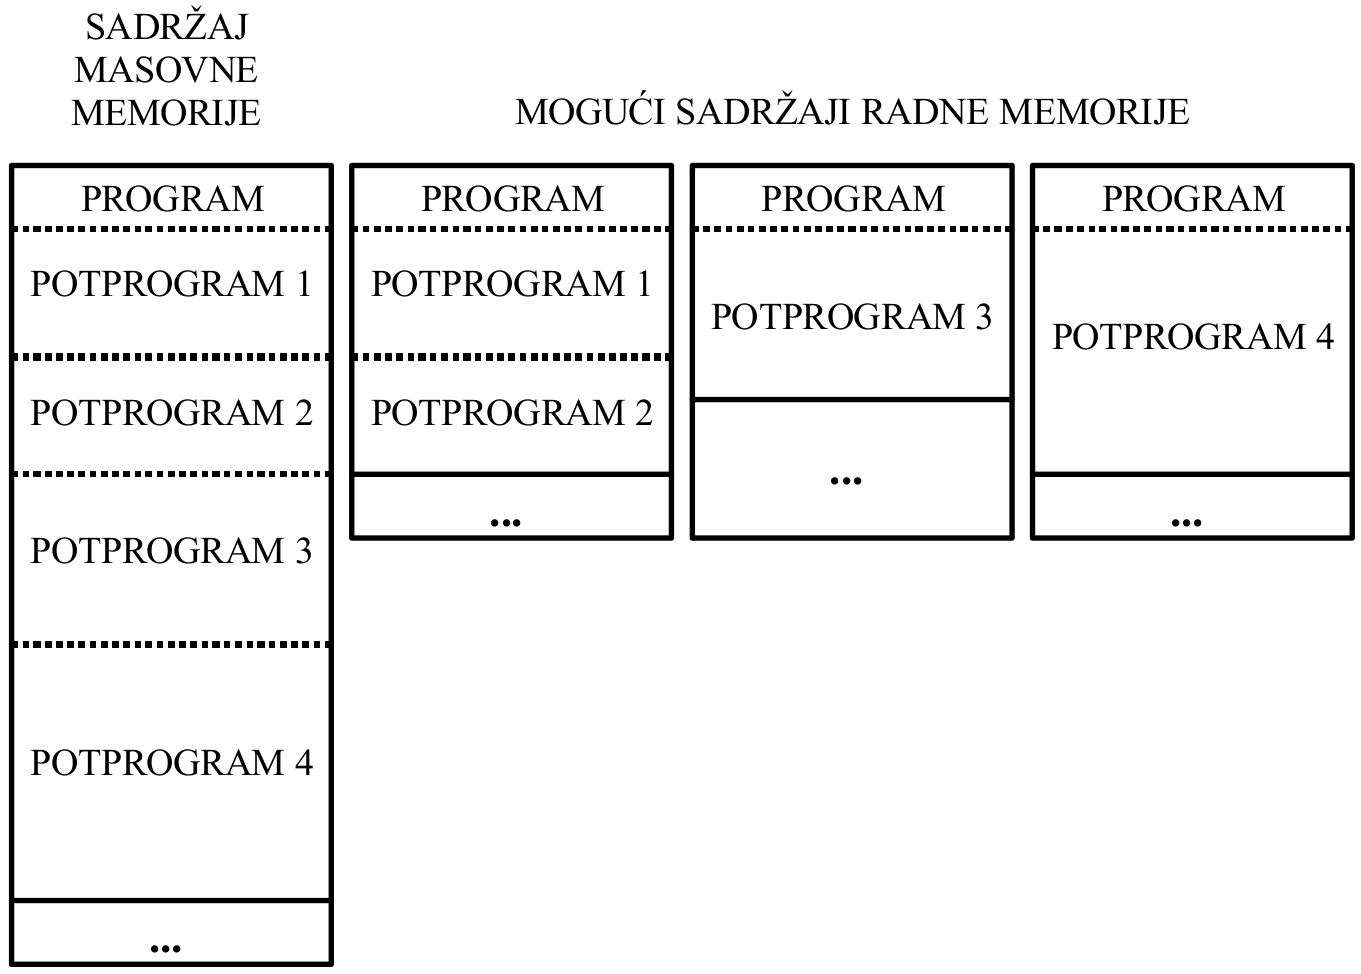 SADRŽAJ
MASOVNE
MEMORIJE
MOGUĆI SADRŽAJI RADNE MEMORIJE
PROGRAM
POTPROGRAM 1
POTPROGRAM 2
POTPROGRAM 3
POTPROGRAM 4
...
PROGRAM
POTPROGRAM 1
POTPROGRAM 2
...
PROGRAM
POTPROGRAM 3
...
PROGRAM
POTPROGRAM 4
...